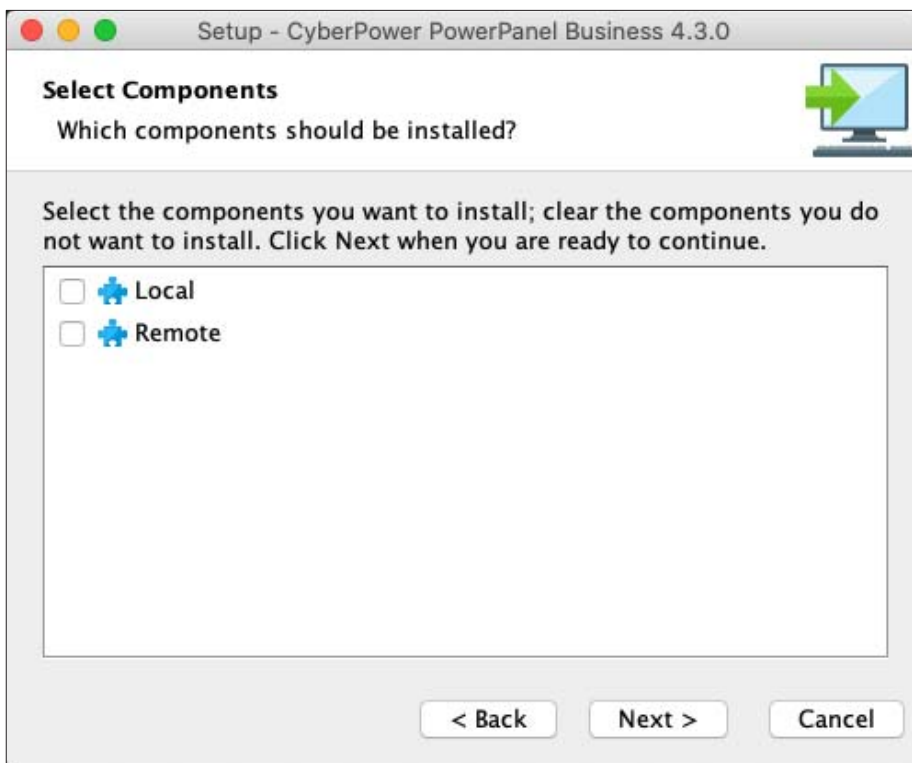 Setup - CyberPower PowerPanel Business 4.3.0
Select Components
Which components should be installed?
Select the components you want to install; clear the components you do
not want to install. Click Next when you are ready to continue.
Local
Remote
< Back
Next >
Cancel